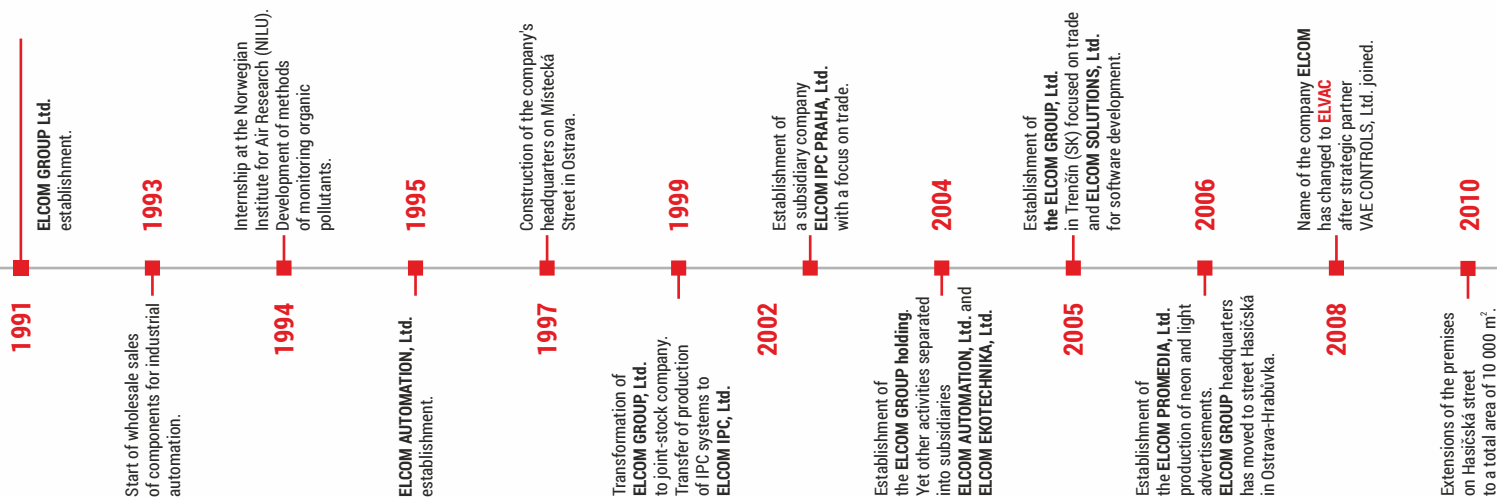 1991
ELCOM GROUP Ltd.
establishment.
1993
Start of wholesale sales
of components for industrial
automation.
1994
Internship at the Norwegian
Institute for Air Research (NILU).
Development of methods
of monitoring organic
pollutants.
1995
ELCOM AUTOMATION, Ltd.
establishment.
1997
Construction of the company's
headquarters on Místecká
Street in Ostrava.
1999
Transformation of
ELCOM GROUP, Ltd.
to joint-stock company.
Transfer of production
of IPC systems to
ELCOM IPC, Ltd.
2002
Establishment of
a subsidiary company
ELCOM IPC PRAHA, Ltd.
with a focus on trade.
2004
Establishment of
the ELCOM GROUP holding.
Yet other activities separated
into subsidiaries
ELCOM AUTOMATION, Ltd. and
ELCOM EKOTECHNIKA, Ltd.
2005
Establishment of
the ELCOM GROUP, Ltd.
in Trenčín (SK) focused on trade
and ELCOM SOLUTIONS, Ltd.
for software development.
2006
Establishment of
the ELCOM PROMEDIA, Ltd.
production of neon and light
advertisements.
ELCOM GROUP headquarters
has moved to street Hasičská
in Ostrava-Hrabůvka.
2008
Name of the company ELCOM
has changed to ELVAC
after strategic partner
VAE CONTROLS, Ltd. joined.
2010
Extensions of the premises
on Hasičská street
to a total area of 10 000 m².